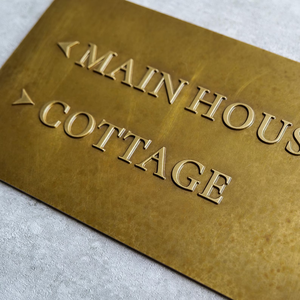 < MAIN HOUS
> COTTAGE